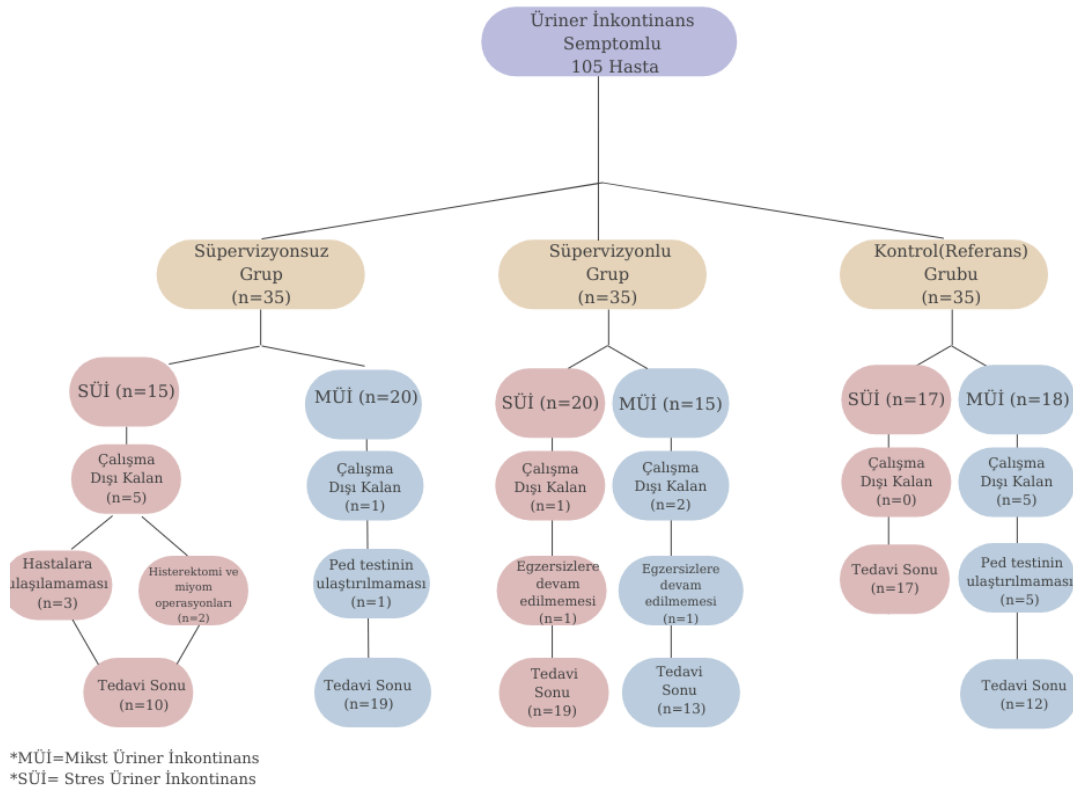 Üriner İnkontinans
Semptomlu
105 Hasta
Süpervizyonsuz
Grup
(n=35)
Süpervizyonlu
Grup
(n=35)
Kontrol(Referans)
Grubu
(n=35)
SÜİ (n=15)
MÜİ (n=20)
SÜİ (n=20)
MÜİ (n=15)
SÜİ (n=17)
MÜİ (n=18)
Çalışma
Dışı Kalan
(n=5)
Çalışma
Dışı Kalan
(n=1)
Çalışma
Dışı Kalan
(n=1)
Çalışma
Dışı Kalan
(n=2)
Çalışma
Dışı Kalan
(n=0)
Çalışma
Dışı Kalan
(n=5)
Hastalara
ulaşılamaması
(n=3)
Histerektomi ve
miyom
operasyonları
(n=2)
Ped testinin
ulaştırılmaması
(n=1)
Egzersizlere
devam
edilmemesi
(n=1)
Egzersizlere
devam
edilmemesi
(n=1)
Tedavi Sonu
(n=17)
Ped testinin
ulaştırılmaması
(n=5)
Tedavi Sonu
(n=10)
Tedavi Sonu
(n=19)
Tedavi
Sonu
(n=19)
Tedavi
Sonu
(n=13)
Tedavi Sonu
(n=12)
*MÜİ=Mikst Üriner İnkontinans
*SÜİ= Stres Üriner İnkontinans